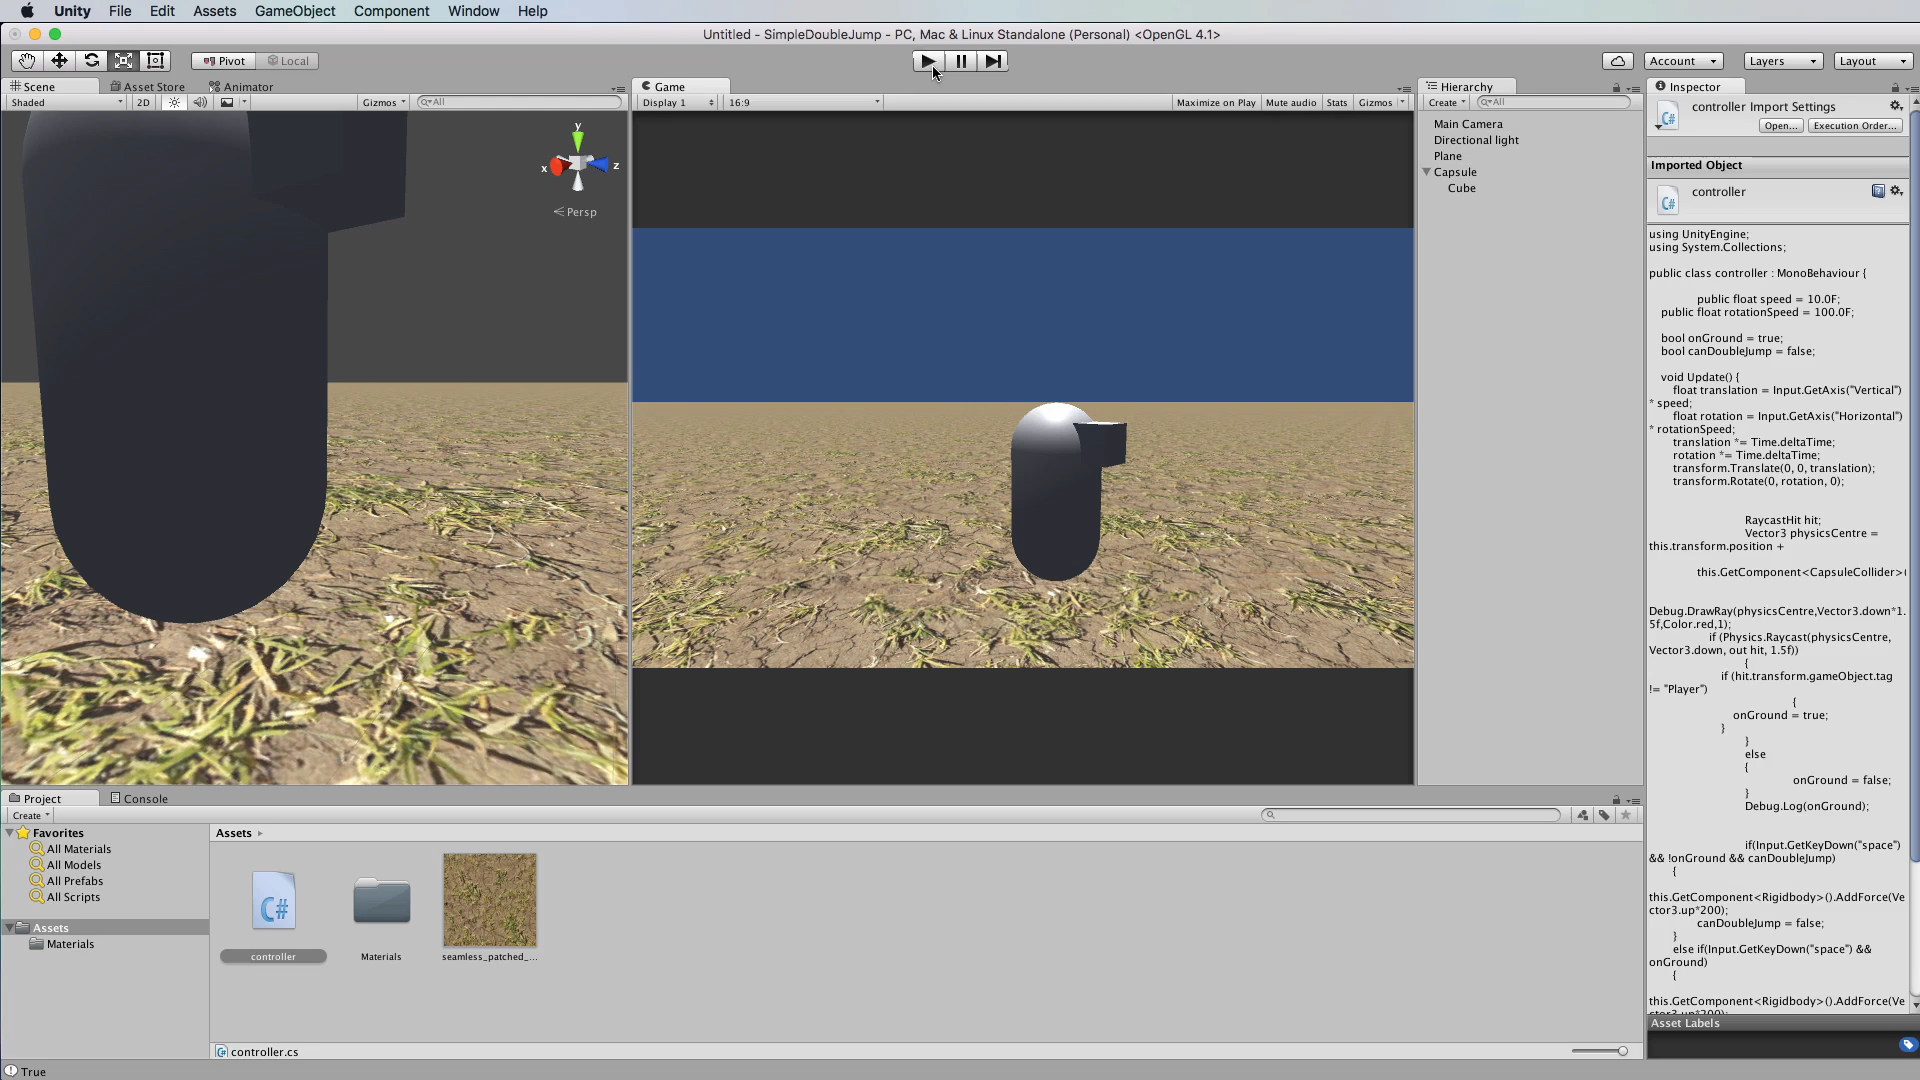 Unity File Edit Assets GameObject Component Window Help
Untitled - SimpleDoubleJump - PC, Mac & Linux Standalone (Personal) <OpenGL 4.1>
Pivot Local
Account Layers Layout
Scene Asset Store Animator
Shaded 2D Gizmos All
y
x
z
Persp
Game
Display 1 16:9 Maximize on Play Mute audio Stats Gizmos
Hierarchy
Create All
Main Camera
Directional light
Plane
Capsule
Cube
Inspector
controller Import Settings
Open... Execution Order...
Imported Object
controller
C#
using UnityEngine;
using System.Collections;
public class controller : MonoBehaviour {
public float speed = 10.0F;
public float rotationSpeed = 100.0F;
bool onGround = true;
bool canDoubleJump = false;
void Update() {
float translation = Input.GetAxis("Vertical")
* speed;
float rotation = Input.GetAxis("Horizontal")
* rotationSpeed;
translation *= Time.deltaTime;
rotation *= Time.deltaTime;
transform.Translate(0, 0, translation);
transform.Rotate(0, rotation, 0);
RaycastHit hit;
Vector3 physicsCentre =
this.transform.position +
this.GetComponent<CapsuleCollider>(
Debug.DrawRay(physicsCentre,Vector3.down*1.
5f,Color.red,1);
if (Physics.Raycast(physicsCentre,
Vector3.down, out hit, 1.5f))
{
if (hit.transform.gameObject.tag
!= "Player")
{
onGround = true;
}
}
else
{
onGround = false;
}
Debug.Log(onGround);
if(Input.GetKeyDown("space")
&& !onGround && canDoubleJump)
{
this.GetComponent<Rigidbody>().AddForce(Ve
ctor3.up*200);
canDoubleJump = false;
}
else if(Input.GetKeyDown("space") &&
onGround)
{
this.GetComponent<Rigidbody>().AddForce(Ve
ctor3.up*200);
Asset Labels
Project Console
Create
Favorites
All Materials
All Models
All Prefabs
All Scripts
Assets
Materials
Assets
C#
controller Materials seamless_patched_...
controller.cs
True